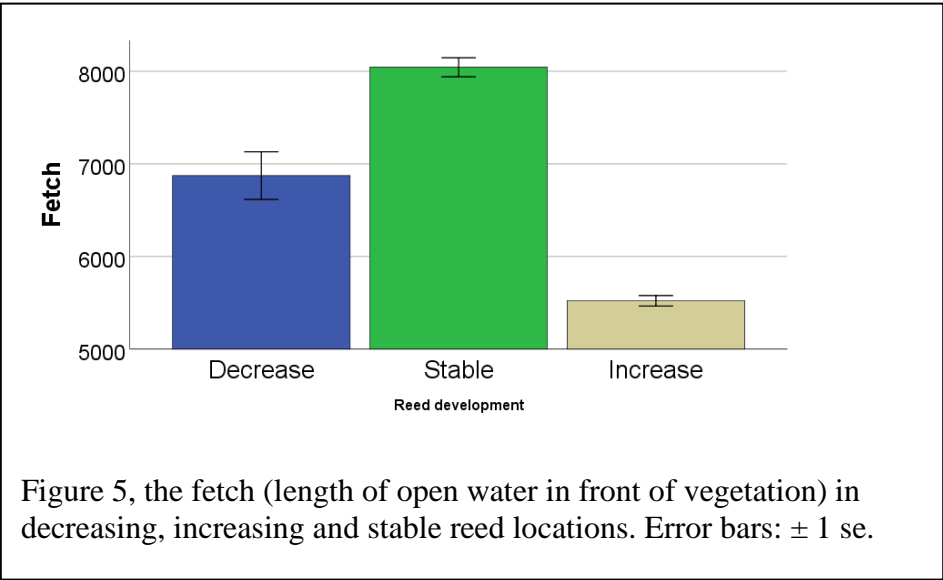 8000
7000
6000
5000
Fetch
Decrease Stable Increase
Reed development
Figure 5, the fetch (length of open water in front of vegetation) in
decreasing, increasing and stable reed locations. Error bars: ± 1 se.